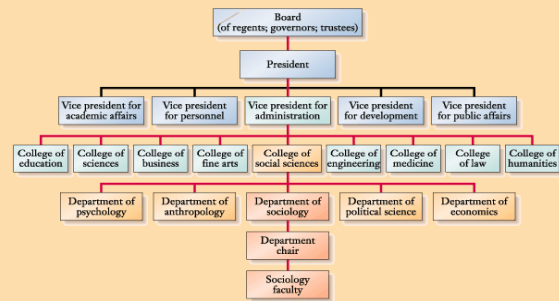 Board
(of regents; governors; trustees)
President
Vice president for
academic affairs
Vice president
for personnel
Vice president for
administration
Vice president
for development
Vice president
for public affairs
College of
education
College of
sciences
College of
business
College of
fine arts
College of
social sciences
College of
engineering
College of
medicine
College
of law
College of
humanities
Department of
psychology
Department of
anthropology
Department of
sociology
Department of
political science
Department of
economics
Department
chair
Sociology
faculty